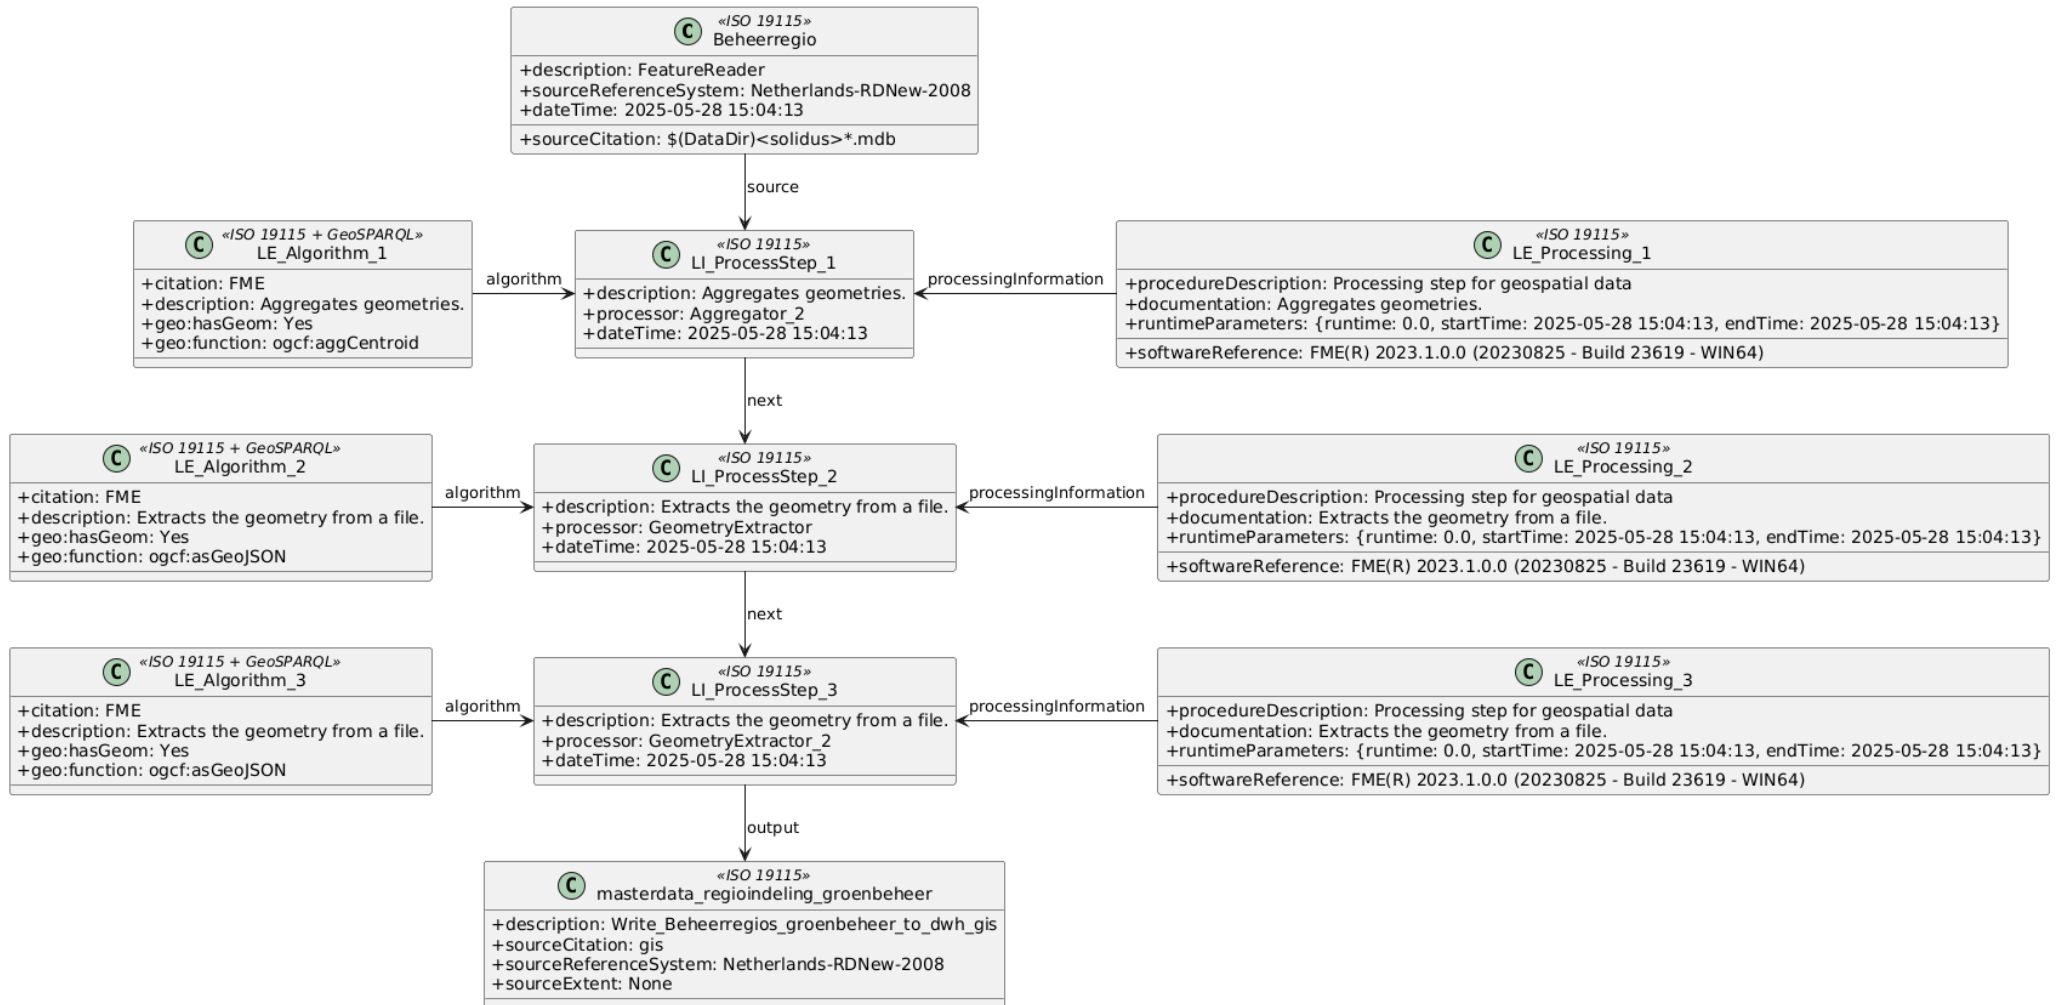 «ISO 19115»
C Beheerregio
+description: FeatureReader
+sourceReferenceSystem: Netherlands-RDNew-2008
+dateTime: 2025-05-28 15:04:13
+sourceCitation: $(DataDir)<solidus>*.mdb
source
«ISO 19115 + GeoSPARQL»
C LE_Algorithm_1
+citation: FME
+description: Aggregates geometries.
+geo:hasGeom: Yes
+geo:function: ogcf:aggCentroid
algorithm
«ISO 19115»
C LI_ProcessStep_1
+description: Aggregates geometries.
+processor: Aggregator_2
+dateTime: 2025-05-28 15:04:13
processingInformation
«ISO 19115»
C LE_Processing_1
+procedureDescription: Processing step for geospatial data
+documentation: Aggregates geometries.
+runtimeParameters: {runtime: 0.0, startTime: 2025-05-28 15:04:13, endTime: 2025-05-28 15:04:13}
+softwareReference: FME(R) 2023.1.0.0 (20230825 - Build 23619 - WIN64)
next
«ISO 19115 + GeoSPARQL»
C LE_Algorithm_2
+citation: FME
+description: Extracts the geometry from a file.
+geo:hasGeom: Yes
+geo:function: ogcf:asGeoJSON
algorithm
«ISO 19115»
C LI_ProcessStep_2
+description: Extracts the geometry from a file.
+processor: GeometryExtractor
+dateTime: 2025-05-28 15:04:13
processingInformation
«ISO 19115»
C LE_Processing_2
+procedureDescription: Processing step for geospatial data
+documentation: Extracts the geometry from a file.
+runtimeParameters: {runtime: 0.0, startTime: 2025-05-28 15:04:13, endTime: 2025-05-28 15:04:13}
+softwareReference: FME(R) 2023.1.0.0 (20230825 - Build 23619 - WIN64)
next
«ISO 19115 + GeoSPARQL»
C LE_Algorithm_3
+citation: FME
+description: Extracts the geometry from a file.
+geo:hasGeom: Yes
+geo:function: ogcf:asGeoJSON
algorithm
«ISO 19115»
C LI_ProcessStep_3
+description: Extracts the geometry from a file.
+processor: GeometryExtractor_2
+dateTime: 2025-05-28 15:04:13
processingInformation
«ISO 19115»
C LE_Processing_3
+procedureDescription: Processing step for geospatial data
+documentation: Extracts the geometry from a file.
+runtimeParameters: {runtime: 0.0, startTime: 2025-05-28 15:04:13, endTime: 2025-05-28 15:04:13}
+softwareReference: FME(R) 2023.1.0.0 (20230825 - Build 23619 - WIN64)
output
«ISO 19115»
C masterdata_regioindeling_groenbeheer
+description: Write_Beheerregios_groenbeheer_to_dwh_gis
+sourceCitation: gis
+sourceReferenceSystem: Netherlands-RDNew-2008
+sourceExtent: None